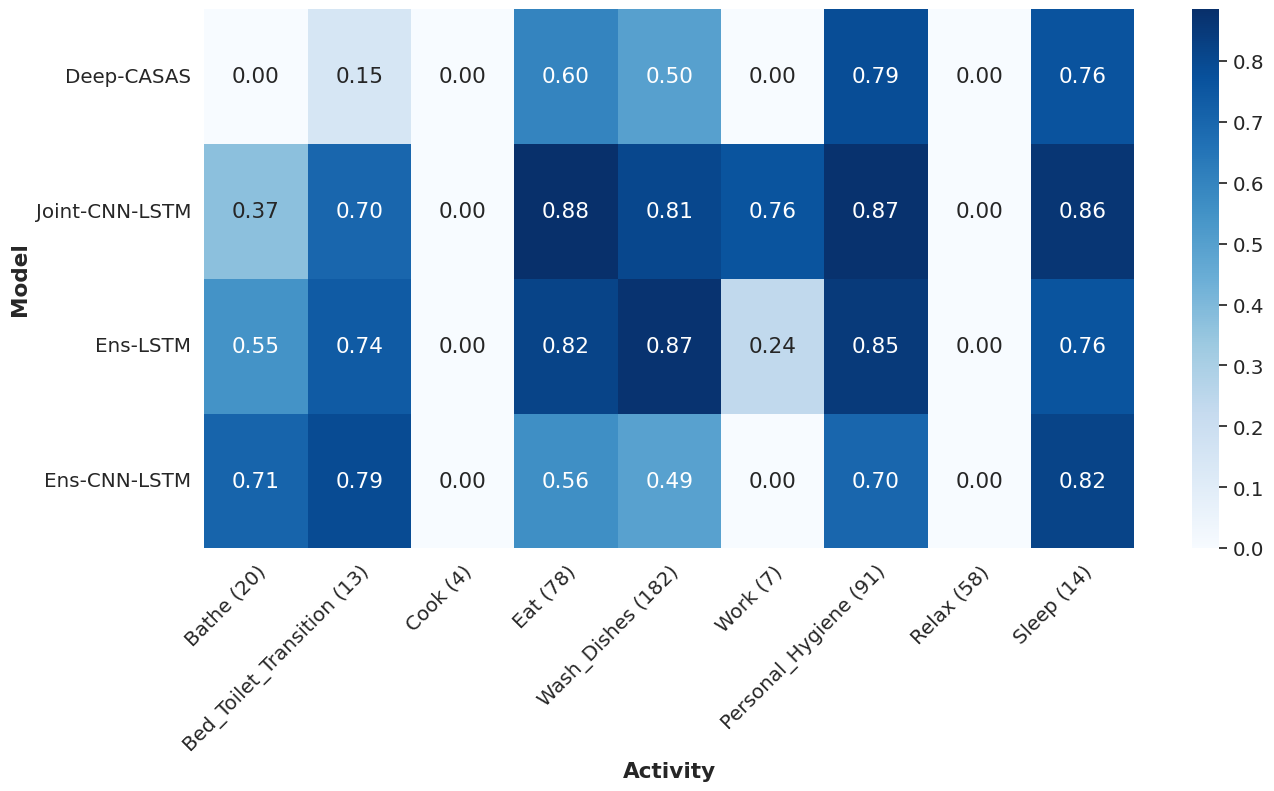 Deep-CASAS 0.00 0.15 0.00 0.60 0.50 0.00 0.79 0.00 0.76
Joint-CNN-LSTM 0.37 0.70 0.00 0.88 0.81 0.76 0.87 0.00 0.86
Ens-LSTM 0.55 0.74 0.00 0.82 0.87 0.24 0.85 0.00 0.76
Ens-CNN-LSTM 0.71 0.79 0.00 0.56 0.49 0.00 0.70 0.00 0.82
Model
Bathe (20)
Bed_Toilet_Transition (13)
Cook (4)
Eat (78)
Wash_Dishes (182)
Work (7)
Personal_Hygiene (91)
Relax (58)
Sleep (14)
Activity
0.8
0.7
0.6
0.5
0.4
0.3
0.2
0.1
0.0